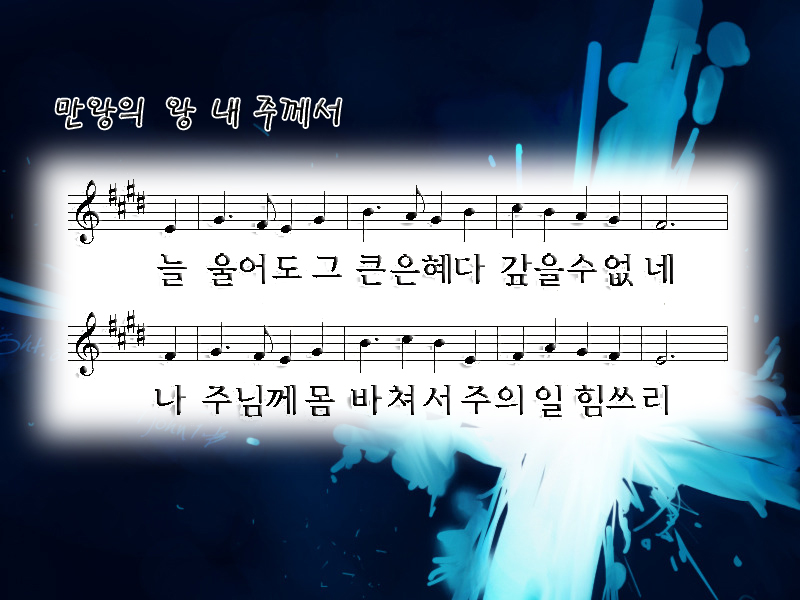 만왕의 왕 내 주께서
늘 울어도 그 큰은혜다 갚을수없 네
나 주님께 몸 바쳐서 주의 일 힘쓰 리